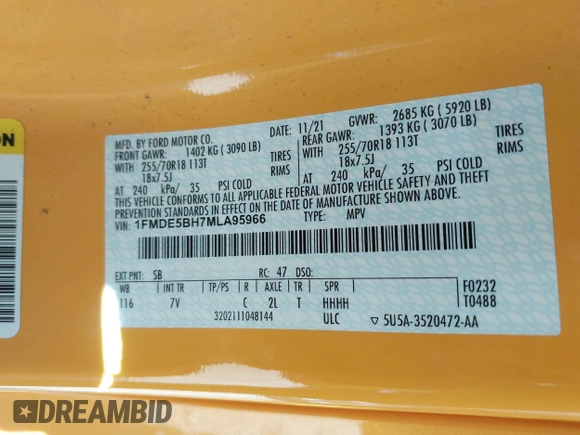 ON
MFD. BY FORD MOTOR CO.
DATE: 11/21
GVWR: 2685 KG ( 5920 LB)
FRONT GAWR: 1402 KG ( 3090 LB)
REAR GAWR: 1393 KG ( 3070 LB)
WITH 255/70R18 113T TIRES
WITH 255/70R18 113T TIRES
18x7.5J RIMS
18x7.5J RIMS
AT 240 kPa/ 35 PSI COLD
AT 240 kPa/ 35 PSI COLD
THIS VEHICLE CONFORMS TO ALL APPLICABLE FEDERAL MOTOR VEHICLE SAFETY AND THEFT
PREVENTION STANDARDS IN EFFECT ON THE DATE OF MANUFACTURE SHOWN ABOVE.
VIN: 1FMDE5BH7MLA95966
TYPE: MPV
EXT PNT: SB RC: 47 DSO:
WB INT TR TP/PS R AXLE TR SPR
116 7V C 2L T HHHH
F0232
T0488
3202111048144 ULC ▽ 5U5A-3520472-AA
DREAMBID